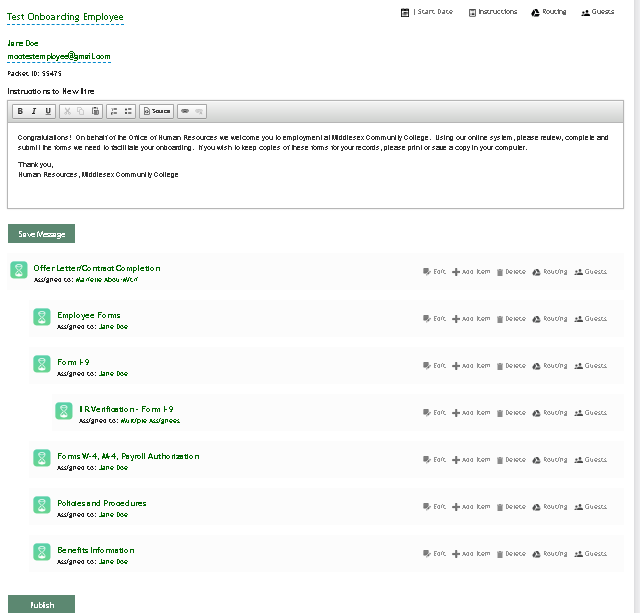 Test Onboarding Employee
Start Date Instructions Routing Guests
Jane Doe
Packet ID: 55475
Instructions to New Hire
B I U Source
Congratulations! On behalf of the Office of Human Resources we welcome you to employment at Middlesex Community College. Using our online system, please review, complete and
submit the forms we need to facilitate your onboarding. If you wish to keep copies of these forms for your records, please print or save a copy in your computer.
Thank you,
Human Resources, Middlesex Community College
Save Message
Offer Letter/Contract Completion
Edit Add Item Delete Routing Guests
Assigned to:
Employee Forms
Edit Add Item Delete Routing Guests
Assigned to: Jane Doe
Form I-9
Edit Add Item Delete Routing Guests
Assigned to: Jane Doe
Verification - Form I-9
Edit Add Item Delete Routing Guests
Assigned to: Multiple Assignees
Forms W-4, M-4, Payroll Authorization
Edit Add Item Delete Routing Guests
Assigned to: Jane Doe
Policies and Procedures
Edit Add Item Delete Routing Guests
Assigned to: Jane Doe
Benefits Information
Edit Add Item Delete Routing Guests
Assigned to: Jane Doe
Publish